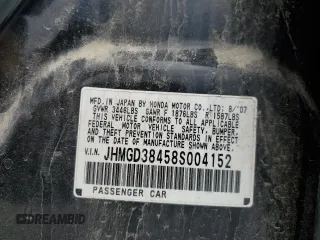 MFD. IN JAPAN BY HONDA MOTOR CO.,LTD: 8/'07
GVWR 3446LBS GAWR F 1876LBS R 1587LBS
THIS VEHICLE CONFORMS TO ALL APPLICABLE
FEDERAL MOTOR VEHICLE SAFETY, BUMPER,
AND THEFT PREVENTION STANDARDS IN EFFECT
ON THE DATE OF MANUFACTURE SHOWN ABOVE.
V.I.N. JHMGD38458S004152
PASSENGER CAR
© DIAMBID